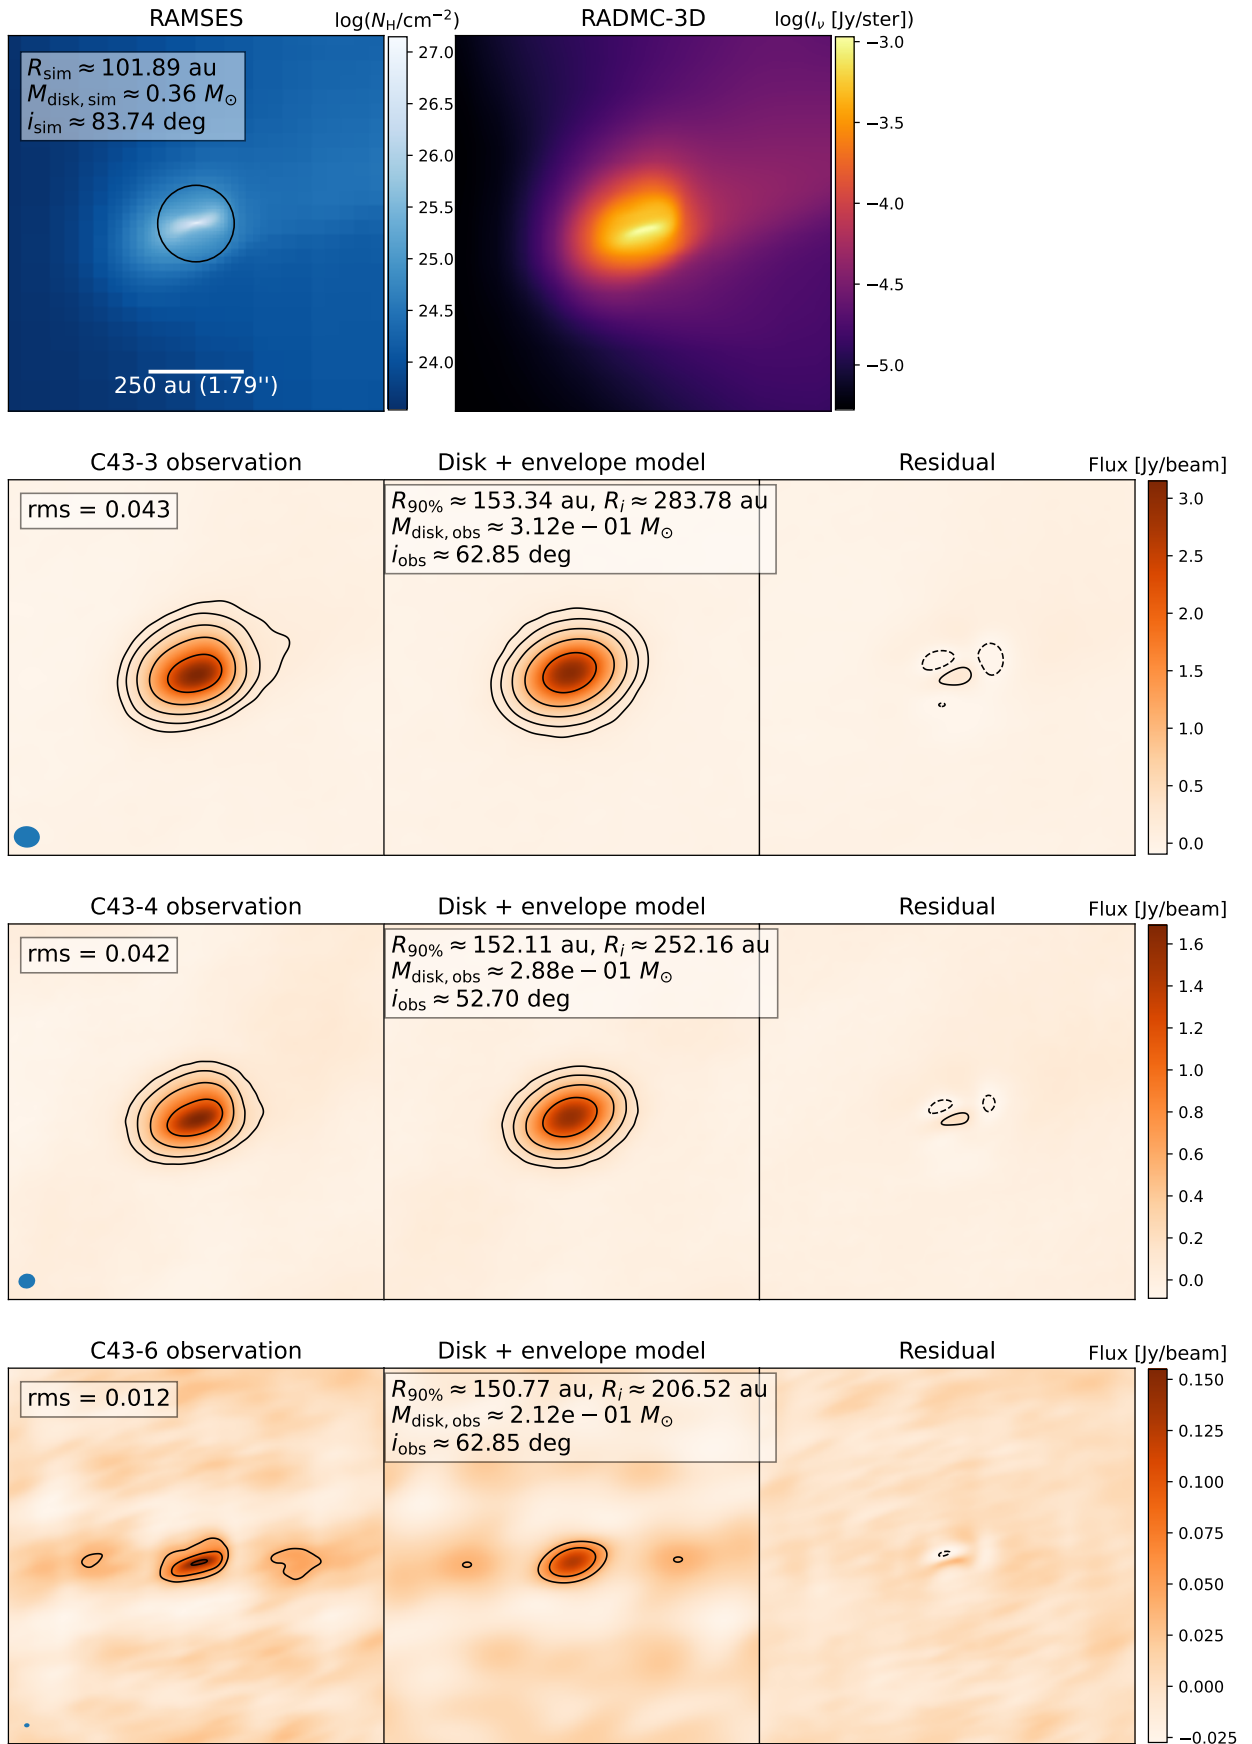 RAMSES
log(N_H/cm⁻²)
RADMC-3D
log(I_ν [Jy/ster])
R_sim ≈ 101.89 au
M_disk, sim ≈ 0.36 M_⊙
i_sim ≈ 83.74 deg
250 au (1.79'')
27.0
26.5
26.0
25.5
25.0
24.5
24.0
−3.0
−3.5
−4.0
−4.5
−5.0
C43-3 observation
Disk + envelope model
Residual
Flux [Jy/beam]
rms = 0.043
R_90% ≈ 153.34 au, R_i ≈ 283.78 au
M_disk, obs ≈ 3.12e − 01 M_⊙
i_obs ≈ 62.85 deg
3.0
2.5
2.0
1.5
1.0
0.5
0.0
C43-4 observation
Disk + envelope model
Residual
Flux [Jy/beam]
rms = 0.042
R_90% ≈ 152.11 au, R_i ≈ 252.16 au
M_disk, obs ≈ 2.88e − 01 M_⊙
i_obs ≈ 52.70 deg
1.6
1.4
1.2
1.0
0.8
0.6
0.4
0.2
0.0
C43-6 observation
Disk + envelope model
Residual
Flux [Jy/beam]
rms = 0.012
R_90% ≈ 150.77 au, R_i ≈ 206.52 au
M_disk, obs ≈ 2.12e − 01 M_⊙
i_obs ≈ 62.85 deg
0.150
0.125
0.100
0.075
0.050
0.025
0.000
−0.025